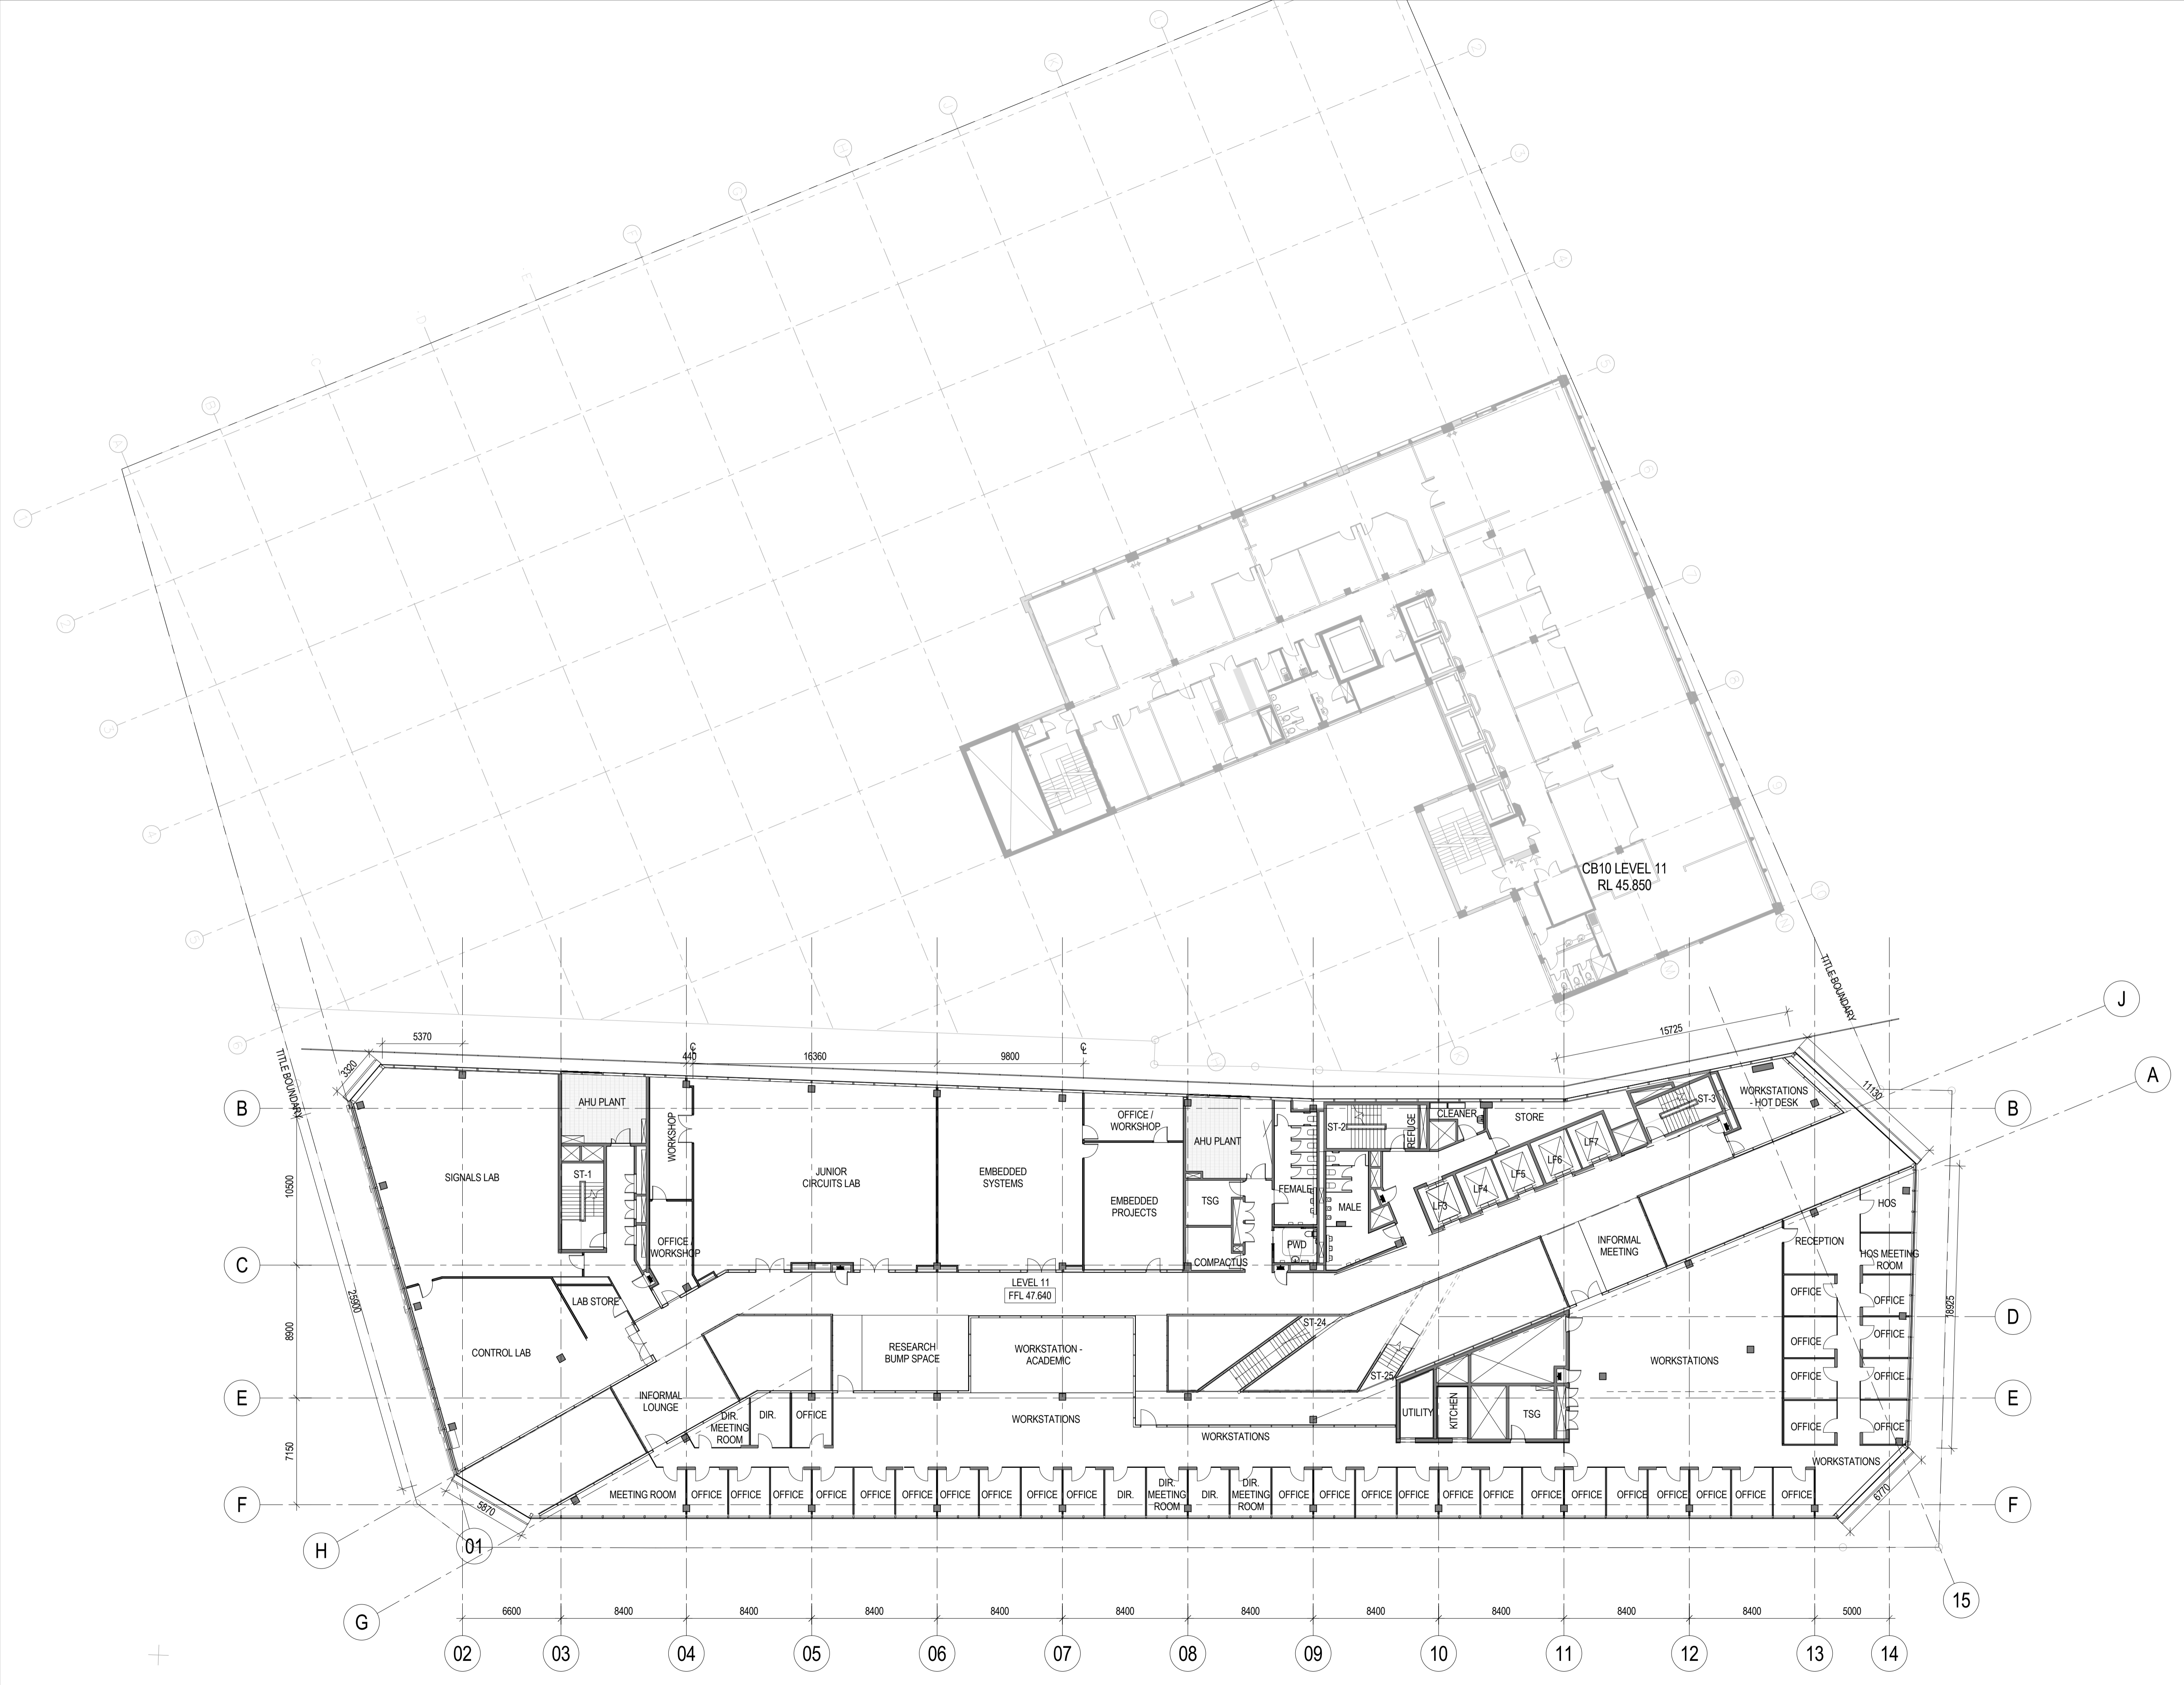 CB10 LEVEL 11
RL 45.850
TITLE BOUNDARY
TITLE BOUNDARY
J
A
5370
3320
440
16360
9800
15725
11130
B
AHU PLANT
WORKSHOP
OFFICE /
WORKSHOP
AHU PLANT
ST-2
REFUGE
CLEANER
STORE
ST-3
WORKSTATIONS
- HOT DESK
B
SIGNALS LAB
ST-1
JUNIOR
CIRCUITS LAB
EMBEDDED
SYSTEMS
EMBEDDED
PROJECTS
TSG
FEMALE
MALE
LF3
LF4
LF5
LF6
LF7
HOS
10500
OFFICE /
WORKSHOP
PWD
INFORMAL
MEETING
RECEPTION
HOS MEETING
ROOM
C
COMPACTUS
C
LEVEL 11
FFL 47.640
25900
LAB STORE
OFFICE
OFFICE
18925
D
8900
CONTROL LAB
RESEARCH
BUMP SPACE
WORKSTATION -
ACADEMIC
ST-24
ST-25
WORKSTATIONS
OFFICE
OFFICE
OFFICE
OFFICE
E
INFORMAL
LOUNGE
DIR.
MEETING
ROOM
DIR.
OFFICE
WORKSTATIONS
WORKSTATIONS
UTILITY
KITCHEN
TSG
OFFICE
OFFICE
E
7150
WORKSTATIONS
F
MEETING ROOM
OFFICE
OFFICE
OFFICE
OFFICE
OFFICE
OFFICE
OFFICE
OFFICE
OFFICE
OFFICE
DIR.
DIR.
MEETING
ROOM
DIR.
DIR.
MEETING
ROOM
OFFICE
OFFICE
OFFICE
OFFICE
OFFICE
OFFICE
OFFICE
OFFICE
OFFICE
OFFICE
OFFICE
OFFICE
OFFICE
F
5870
6770
H
01
G
15
6600
8400
8400
8400
8400
8400
8400
8400
8400
8400
8400
5000
02
03
04
05
06
07
08
09
10
11
12
13
14